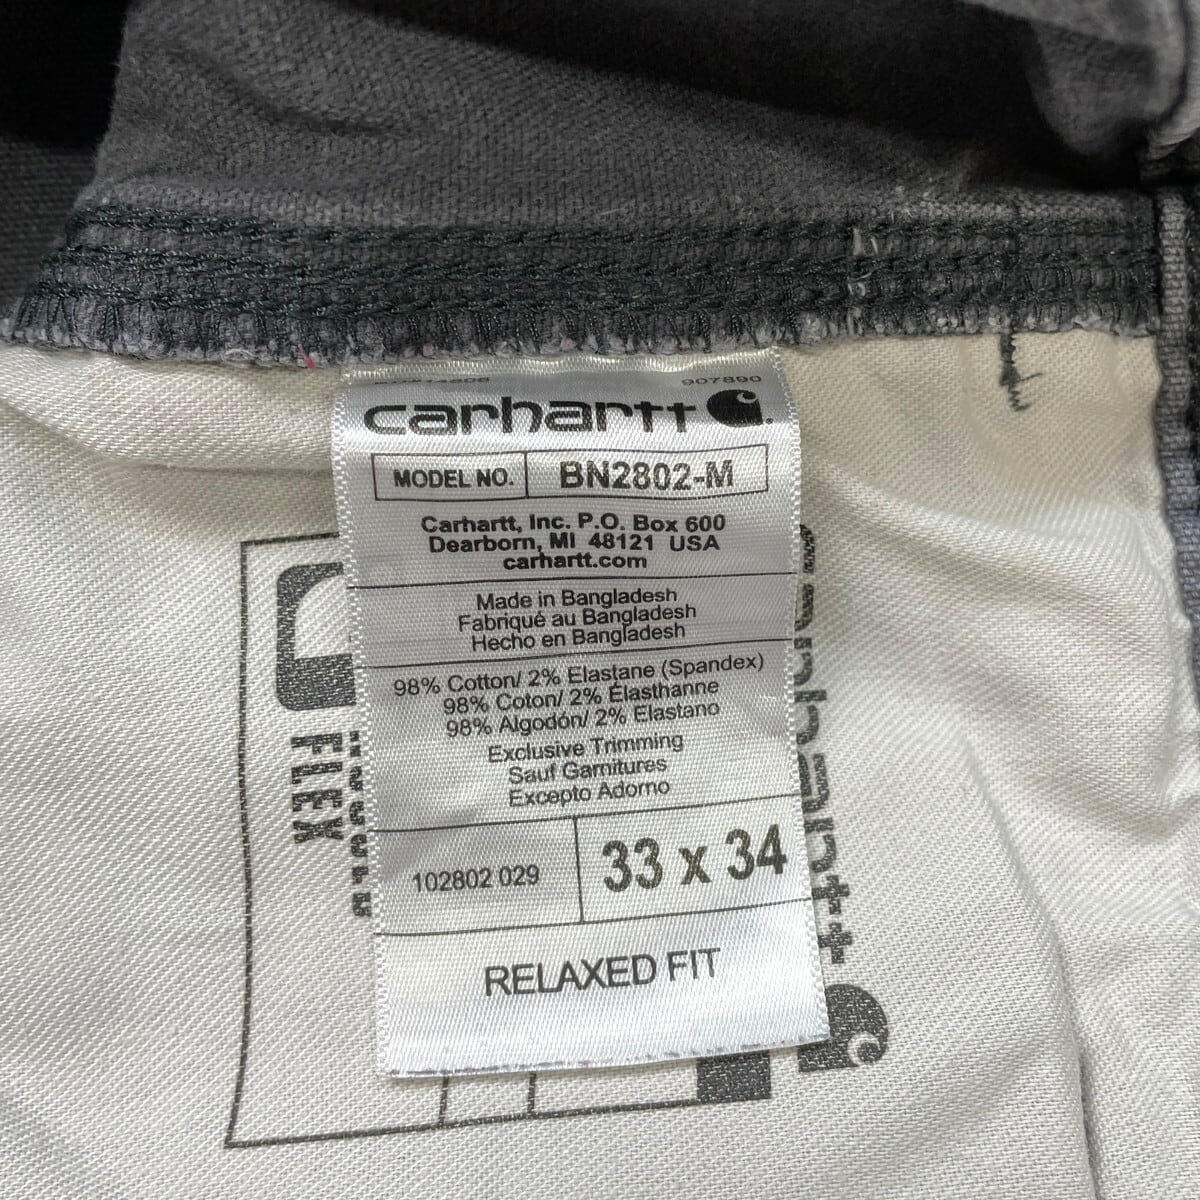 907890
carhartt
MODEL NO. BN2802-M
Carhartt, Inc. P.O. Box 600
Dearborn, MI 48121 USA
carhartt.com
Made in Bangladesh
Fabriqué au Bangladesh
Hecho en Bangladesh
98% Cotton/ 2% Elastane (Spandex)
98% Coton/ 2% Élasthanne
98% Algodón/ 2% Elastano
Exclusive Trimming
Sauf Garnitures
Excepto Adorno
102802 029 33 x 34
RELAXED FIT
FLEX